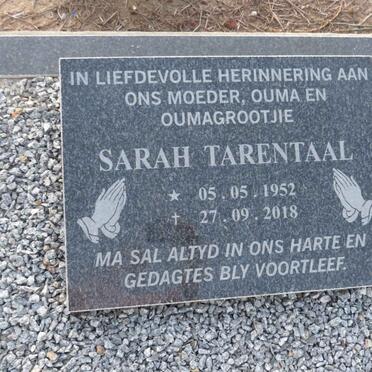 IN LIEFDEVOLLE HERINNERING AAN
ONS MOEDER, OUMA EN
OUMAGROOTJIE
SARAH TARENTAAL
★ 05 . 05 . 1952
† 27 . 09 . 2018
MA SAL ALTYD IN ONS HARTE EN
GEDAGTES BLY VOORTLEEF.